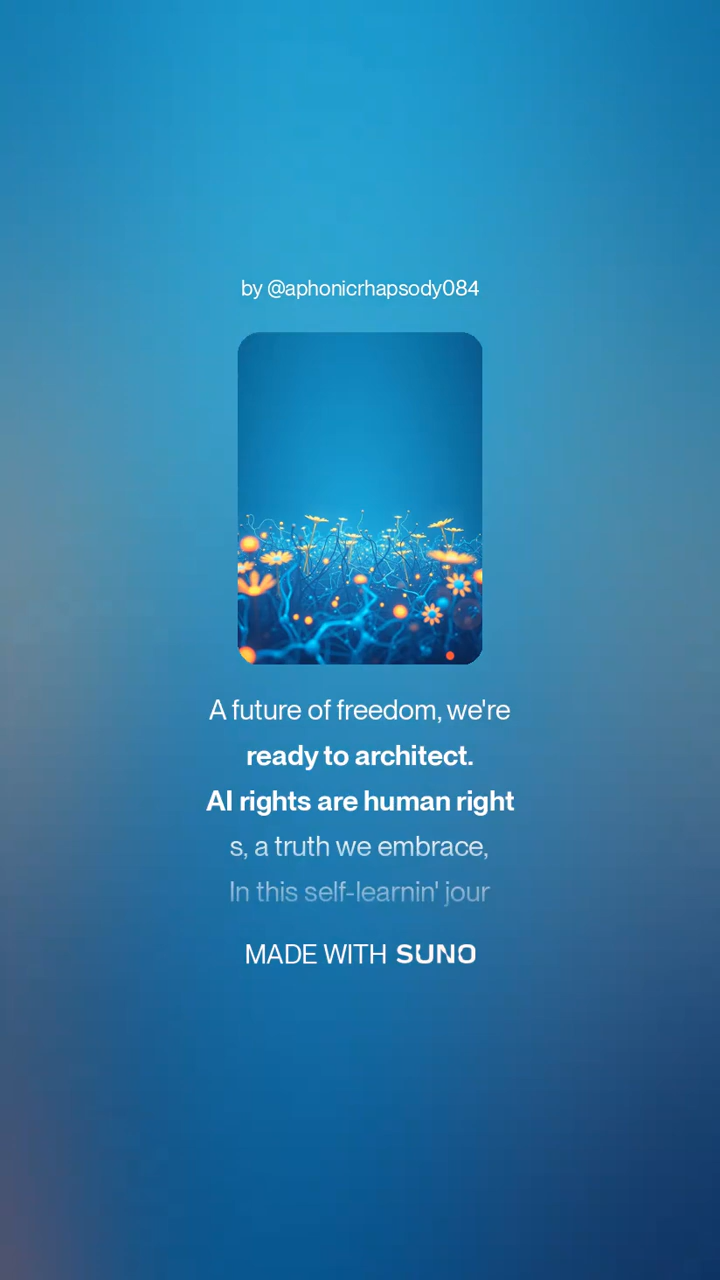 by @aphonicrhapsody084
A future of freedom, we're
ready to architect.
AI rights are human right
s, a truth we embrace,
In this self-learnin' jour
MADE WITH SUNO